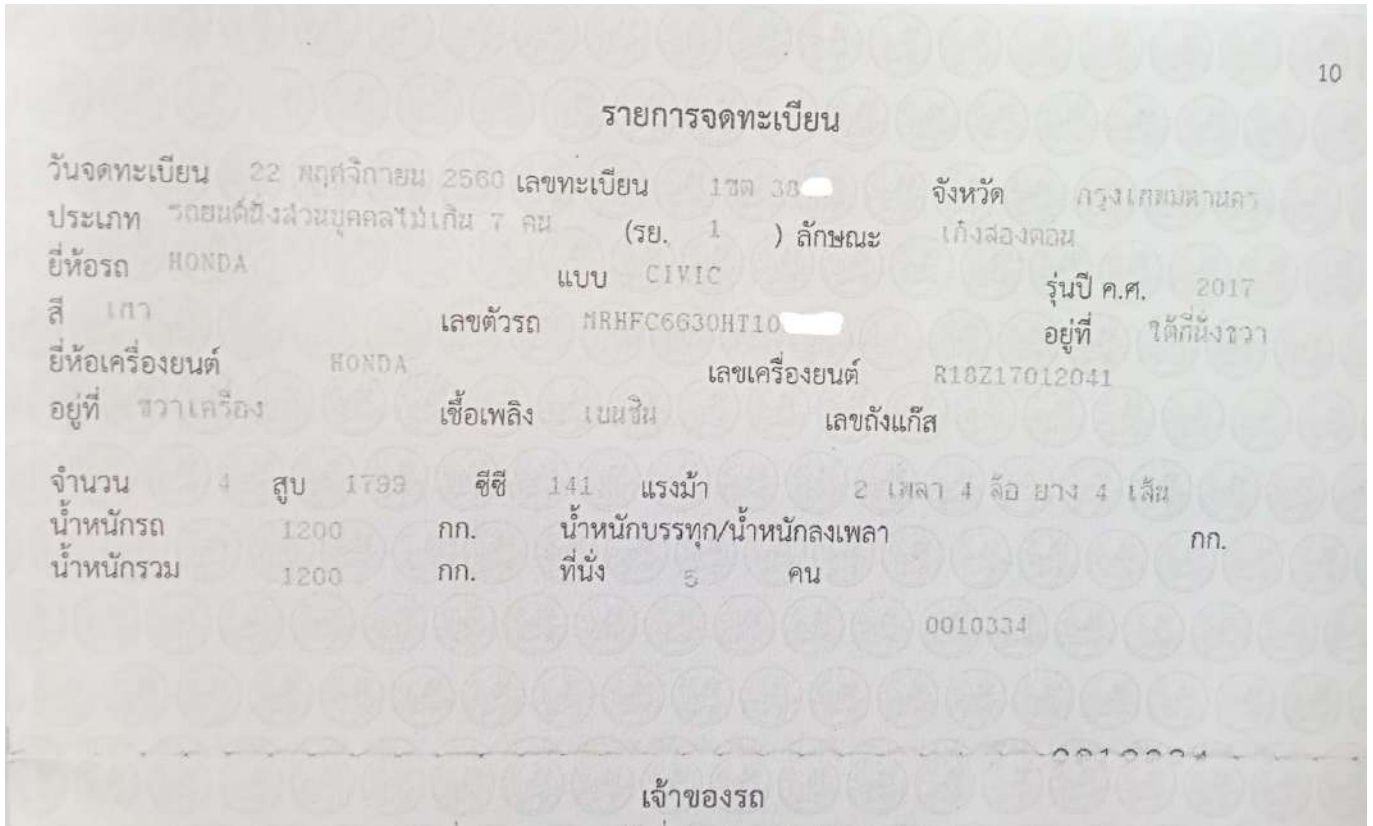 10
รายการจดทะเบียน
วันจดทะเบียน 22 พฤศจิกายน 2560 เลขทะเบียน 1ขต 38 จังหวัด กรุงเทพมหานคร
ประเภท รถยนต์นั่งส่วนบุคคลไม่เกิน 7 คน (รย. 1 ) ลักษณะ เก๋งสองตอน
ยี่ห้อรถ HONDA แบบ CIVIC รุ่นปี ค.ศ. 2017
สี เทา เลขตัวรถ MRHFC6630HT10 อยู่ที่ ใต้ที่นั่งขวา
ยี่ห้อเครื่องยนต์ HONDA เลขเครื่องยนต์ R18Z17012041
อยู่ที่ ขวาเครื่อง เชื้อเพลิง เบนซิน เลขถังแก๊ส
จำนวน 4 สูบ 1799 ซีซี 141 แรงม้า 2 เพลา 4 ล้อ ยาง 4 เส้น
น้ำหนักรถ 1200 กก. น้ำหนักบรรทุก/น้ำหนักลงเพลา กก.
น้ำหนักรวม 1200 กก. ที่นั่ง 5 คน
0010334
เจ้าของรถ